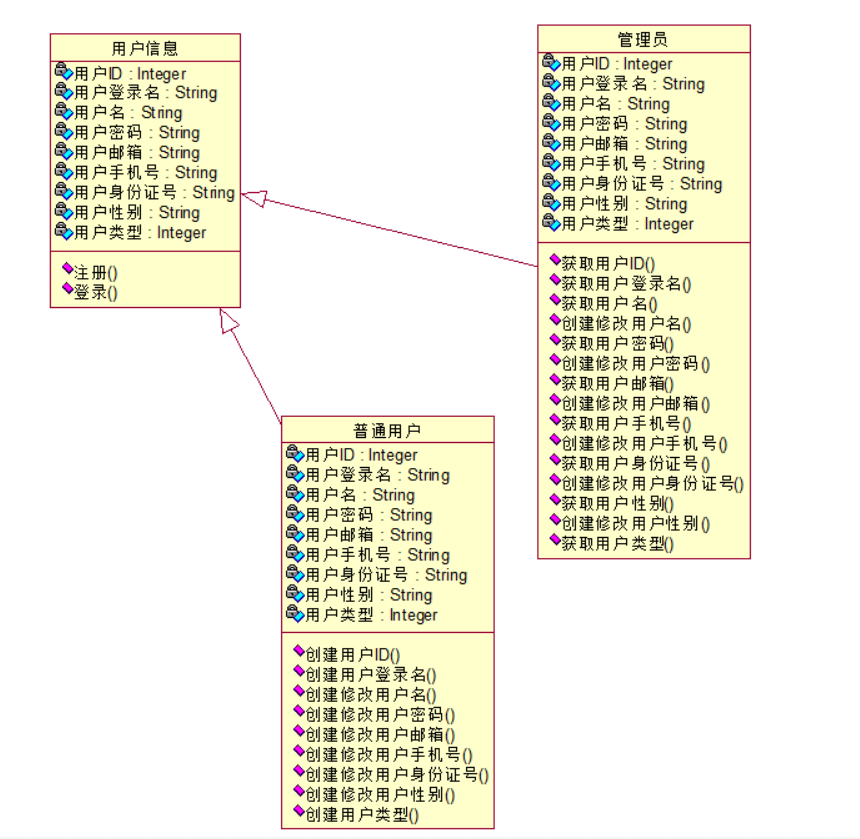 用户信息
用户ID : Integer
用户登录名 : String
用户名 : String
用户密码 : String
用户邮箱 : String
用户手机号 : String
用户身份证号 : String
用户性别 : String
用户类型 : Integer
注册()
登录()
管理员
用户ID : Integer
用户登录名 : String
用户名 : String
用户密码 : String
用户邮箱 : String
用户手机号 : String
用户身份证号 : String
用户性别 : String
用户类型 : Integer
获取用户ID()
获取用户登录名()
获取用户名()
创建修改用户名()
获取用户密码()
创建修改用户密码()
获取用户邮箱()
创建修改用户邮箱()
获取用户手机号()
创建修改用户手机号()
获取用户身份证号()
创建修改用户身份证号()
获取用户性别()
创建修改用户性别()
获取用户类型()
普通用户
用户ID : Integer
用户登录名 : String
用户名 : String
用户密码 : String
用户邮箱 : String
用户手机号 : String
用户身份证号 : String
用户性别 : String
用户类型 : Integer
创建用户ID()
创建用户登录名()
创建修改用户名()
创建修改用户密码()
创建修改用户邮箱()
创建修改用户手机号()
创建修改用户身份证号()
创建修改用户性别()
创建用户类型()